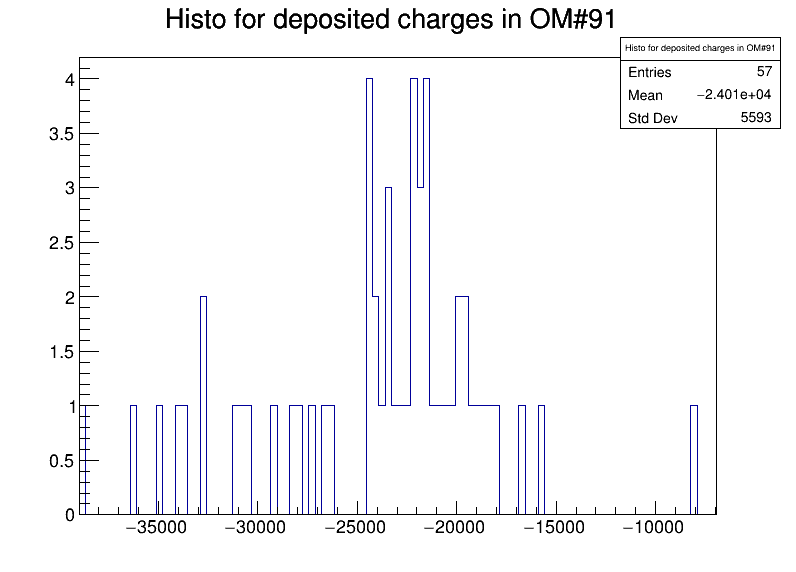 Histo for deposited charges in OM#91
Histo for deposited charges in OM#91
Entries 57
Mean −2.401e+04
Std Dev 5593
4
3.5
3
2.5
2
1.5
1
0.5
0
−35000 −30000 −25000 −20000 −15000 −10000